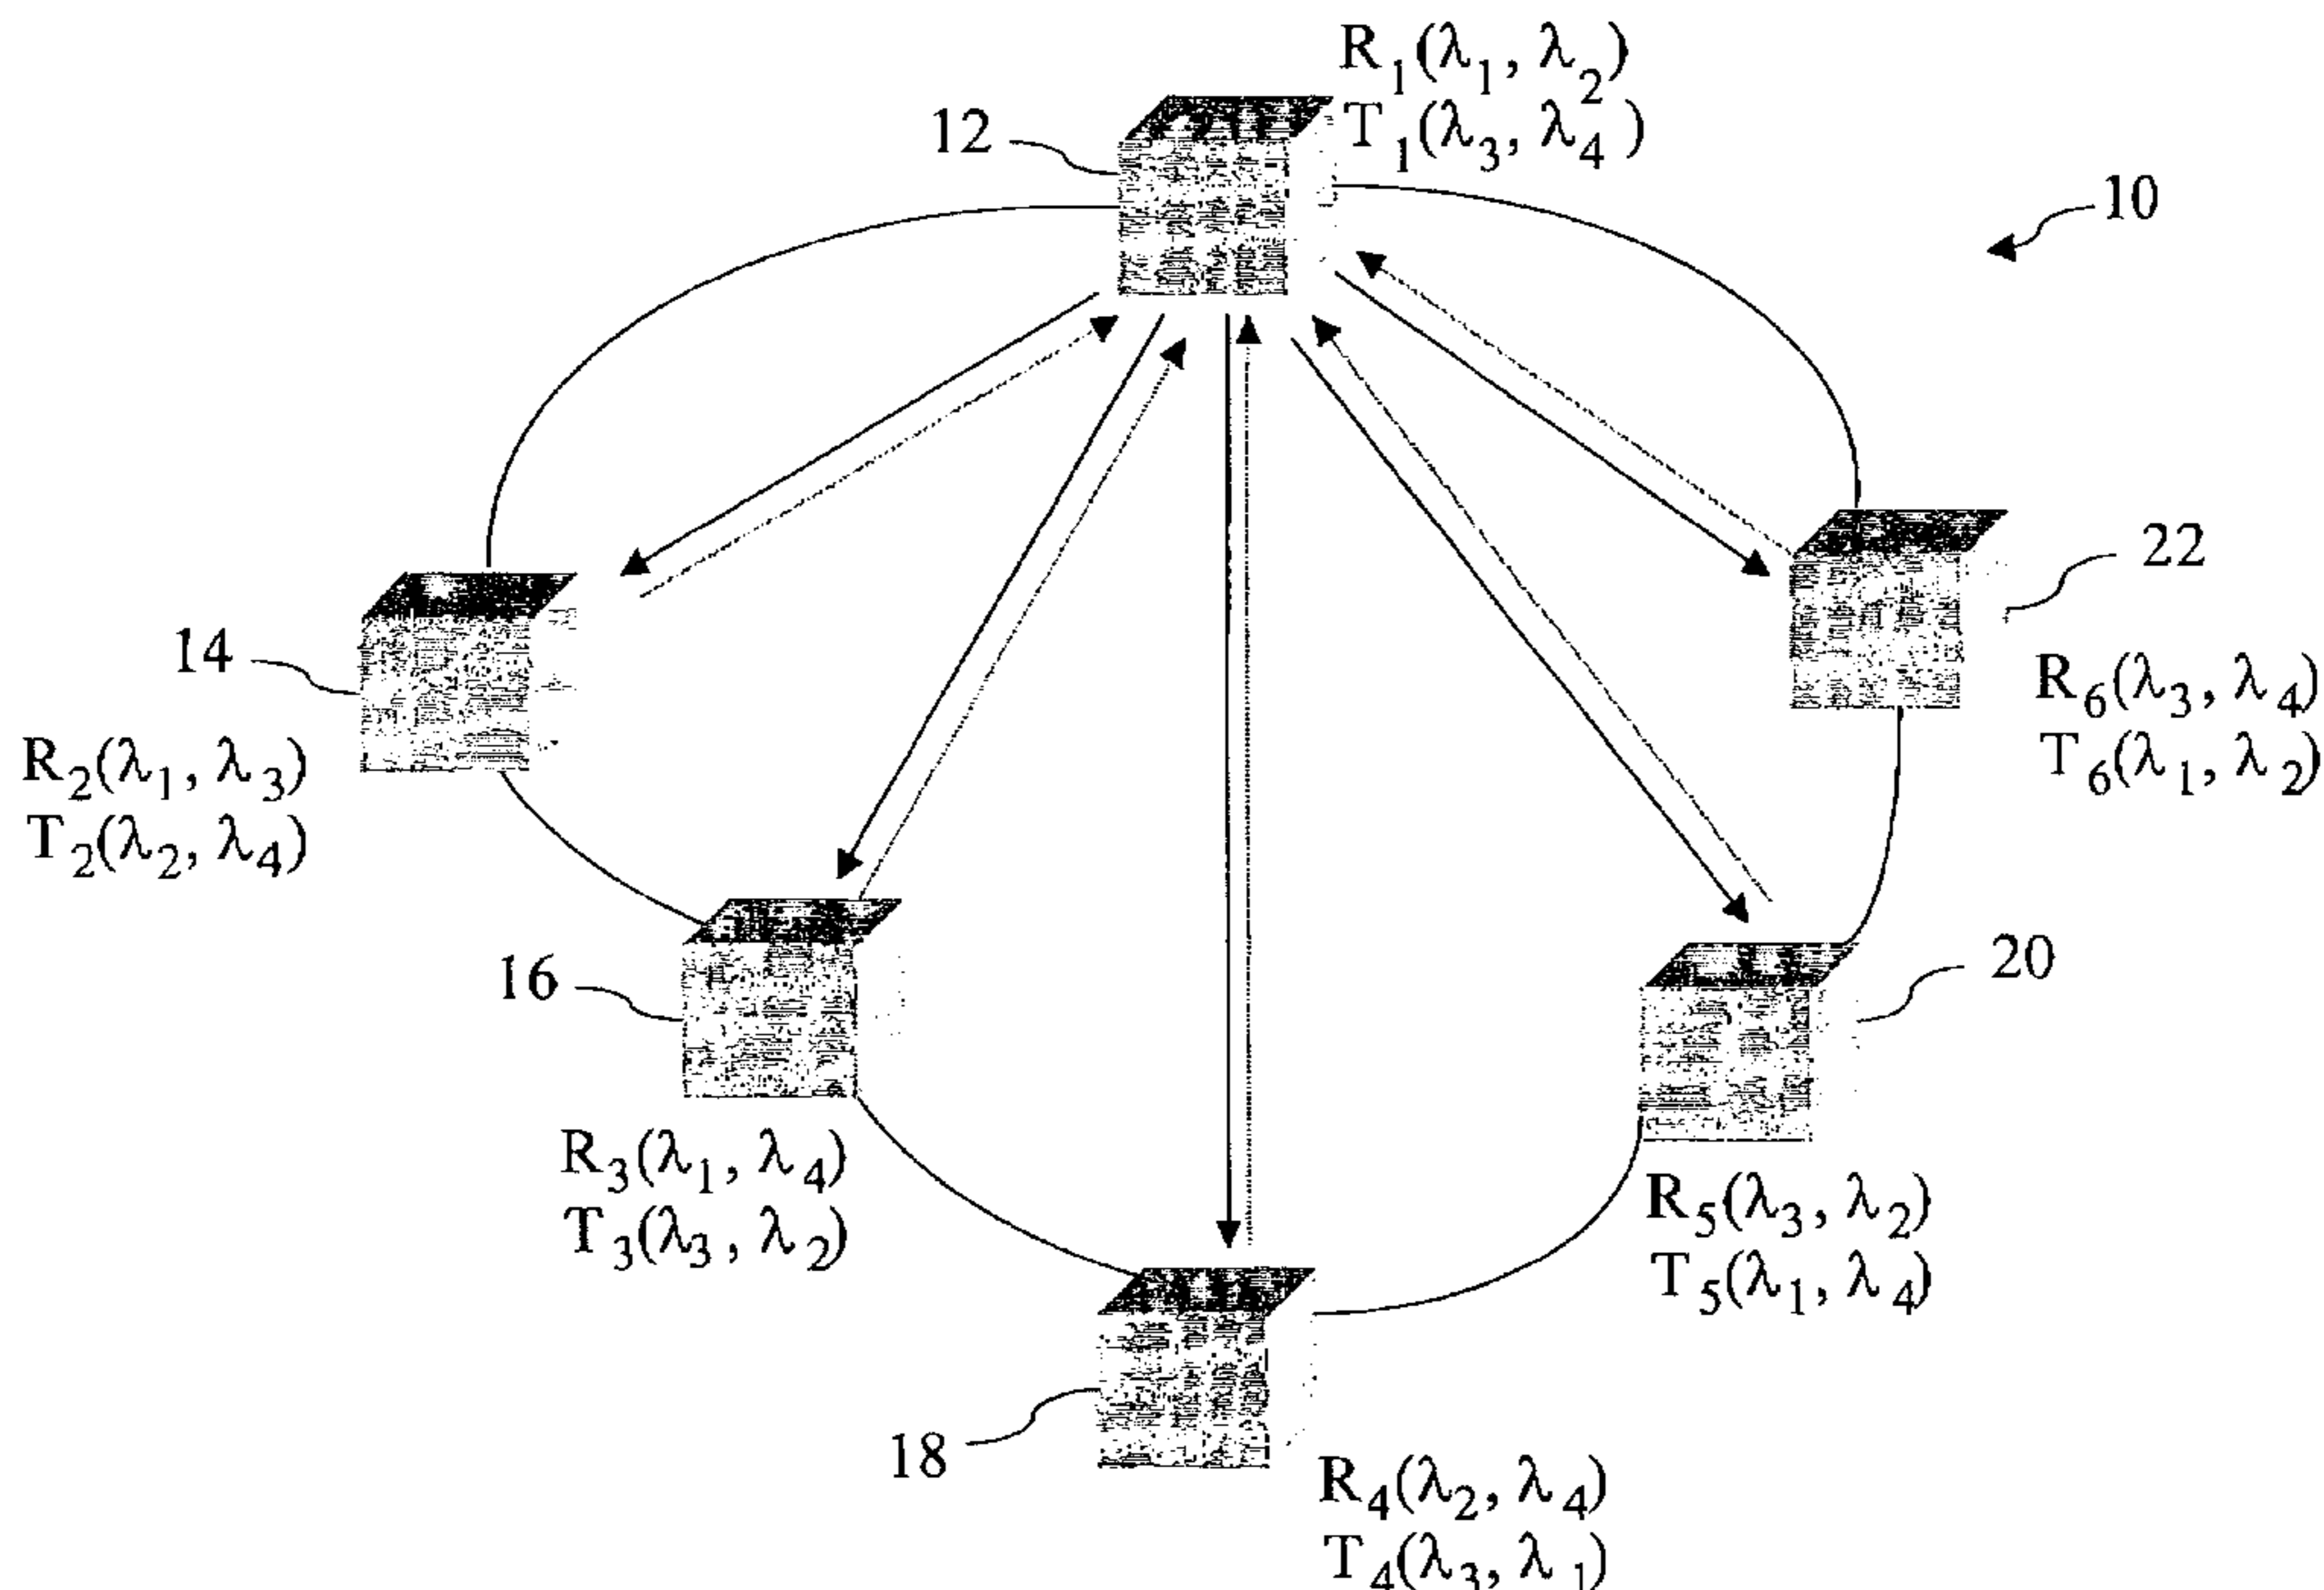 R₁(λ₁, λ₂)
T₁(λ₃, λ₄)
12
10
22
14
R₆(λ₃, λ₄)
T₆(λ₁, λ₂)
R₂(λ₁, λ₃)
T₂(λ₂, λ₄)
16
20
R₃(λ₁, λ₄)
T₃(λ₃, λ₂)
R₅(λ₃, λ₂)
T₅(λ₁, λ₄)
18
R₄(λ₂, λ₄)
T₄(λ₃, λ₁)